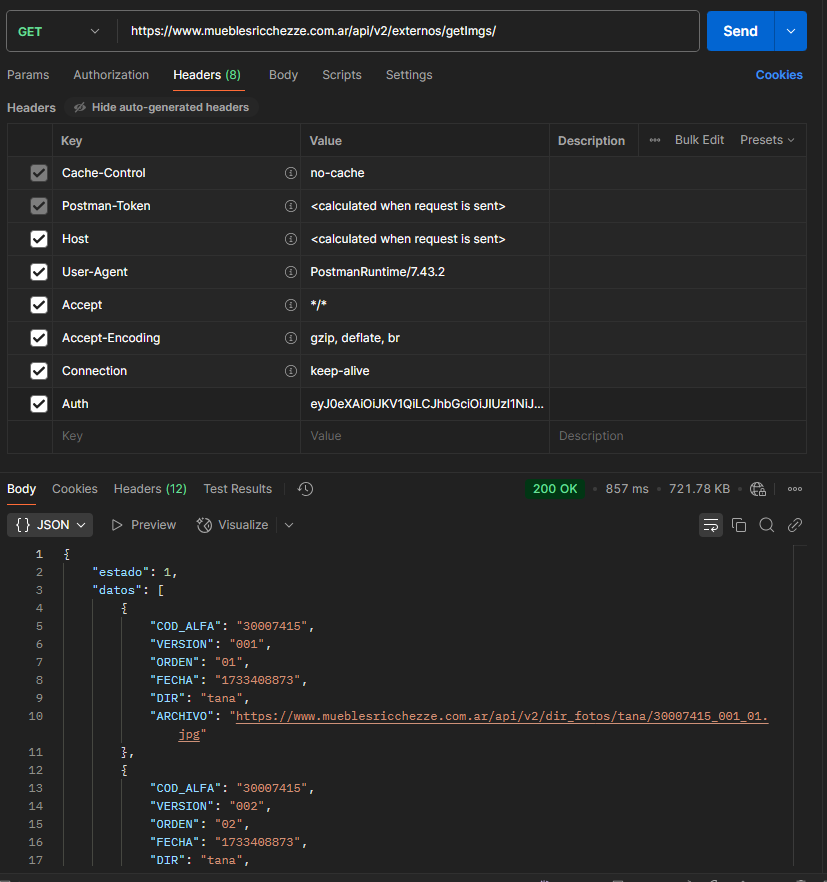 GET https://www.mueblesricchezze.com.ar/api/v2/externos/getImgs/ Send
Params Authorization Headers (8) Body Scripts Settings Cookies
Headers Hide auto-generated headers
Key Value Description Bulk Edit Presets
Cache-Control no-cache
Postman-Token <calculated when request is sent>
Host <calculated when request is sent>
User-Agent PostmanRuntime/7.43.2
Accept */*
Accept-Encoding gzip, deflate, br
Connection keep-alive
Auth eyJ0eXAiOiJKV1QiLCJhbGciOiJIUzI1NiJ...
Key Value Description
Body Cookies Headers (12) Test Results 200 OK • 857 ms • 721.78 KB
{} JSON Preview Visualize
1 {
2 "estado": 1,
3 "datos": [
4 {
5 "COD_ALFA": "30007415",
6 "VERSION": "001",
7 "ORDEN": "01",
8 "FECHA": "1733408873",
9 "DIR": "tana",
10 "ARCHIVO": "https://www.mueblesricchezze.com.ar/api/v2/dir_fotos/tana/30007415_001_01.
jpg"
11 },
12 {
13 "COD_ALFA": "30007415",
14 "VERSION": "002",
15 "ORDEN": "02",
16 "FECHA": "1733408873",
17 "DIR": "tana",